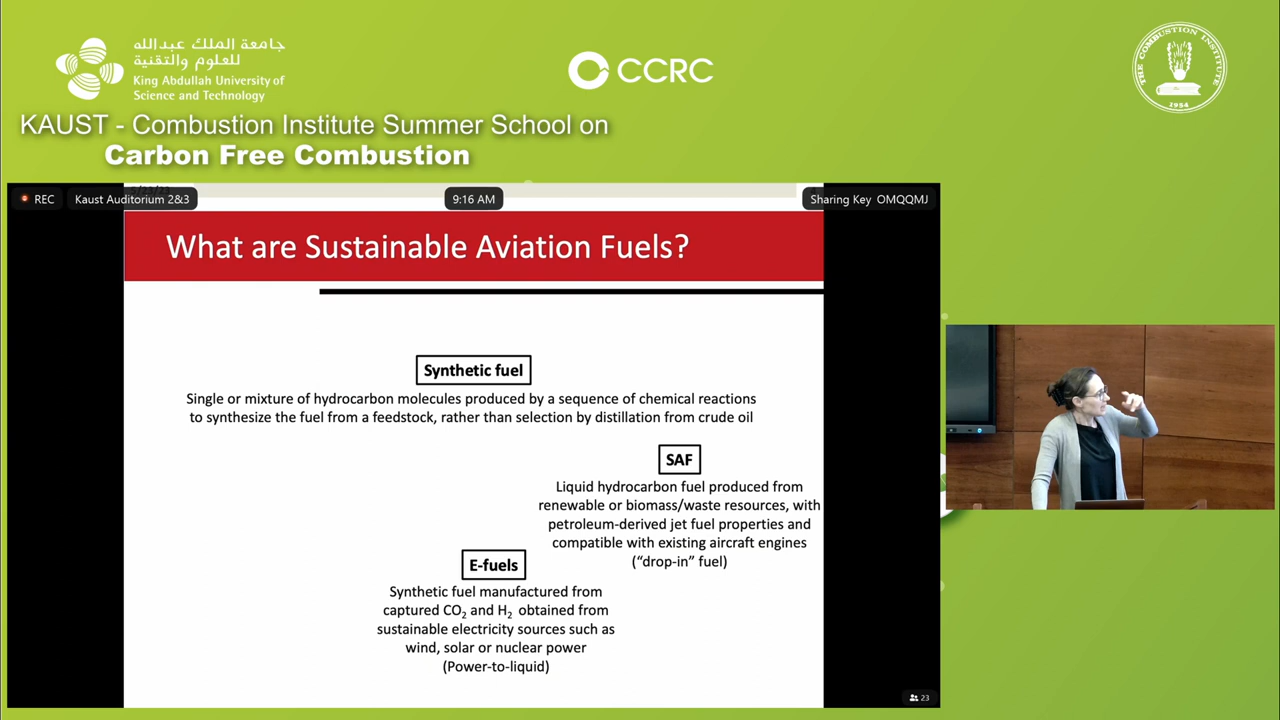 جامعة الملك عبدالله
للعلوم والتقنية
King Abdullah University of
Science and Technology
CCRC
THE COMBUSTION INSTITUTE
1954
KAUST - Combustion Institute Summer School on
Carbon Free Combustion
REC
Kaust Auditorium 2&3
9:16 AM
Sharing Key OMQQMJ
What are Sustainable Aviation Fuels?
Synthetic fuel
Single or mixture of hydrocarbon molecules produced by a sequence of chemical reactions
to synthesize the fuel from a feedstock, rather than selection by distillation from crude oil
SAF
Liquid hydrocarbon fuel produced from
renewable or biomass/waste resources, with
petroleum-derived jet fuel properties and
compatible with existing aircraft engines
(“drop-in” fuel)
E-fuels
Synthetic fuel manufactured from
captured CO₂ and H₂ obtained from
sustainable electricity sources such as
wind, solar or nuclear power
(Power-to-liquid)
23